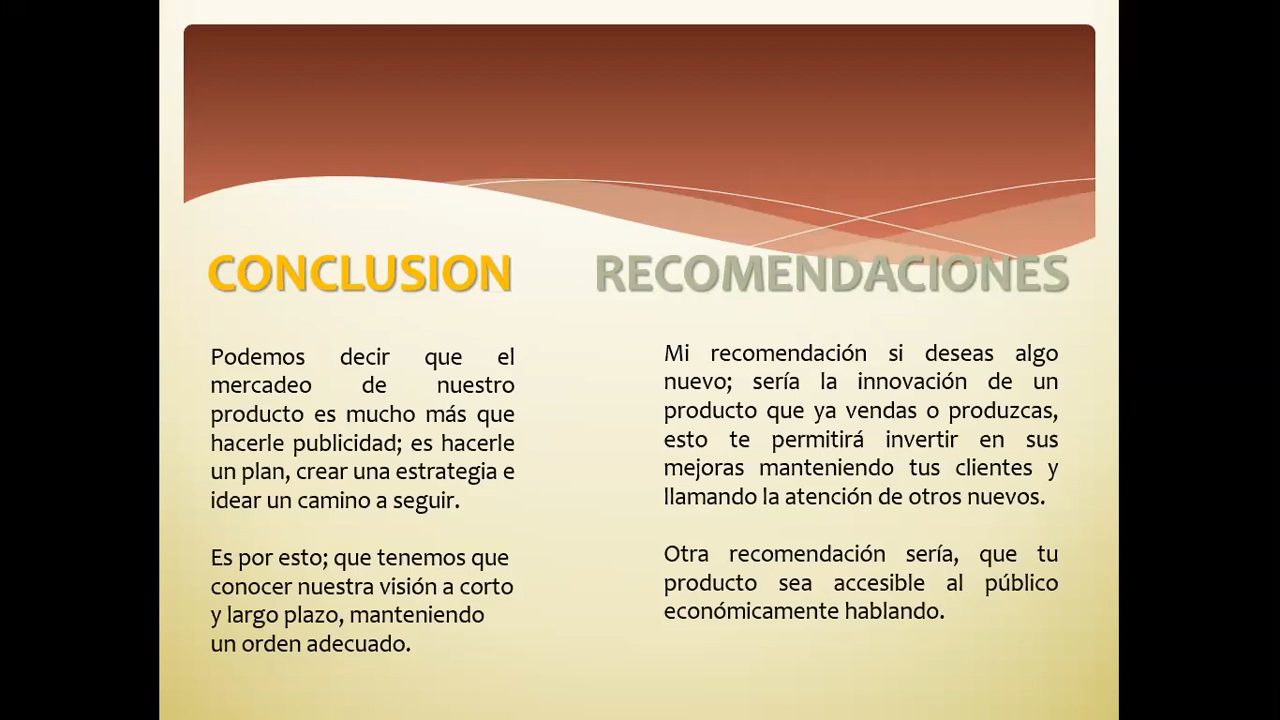 CONCLUSION
Podemos decir que el
mercadeo de nuestro
producto es mucho más que
hacerle publicidad; es hacerle
un plan, crear una estrategia e
idear un camino a seguir.
Es por esto; que tenemos que
conocer nuestra visión a corto
y largo plazo, manteniendo
un orden adecuado.
RECOMENDACIONES
Mi recomendación si deseas algo
nuevo; sería la innovación de un
producto que ya vendas o produzcas,
esto te permitirá invertir en sus
mejoras manteniendo tus clientes y
llamando la atención de otros nuevos.
Otra recomendación sería, que tu
producto sea accesible al público
económicamente hablando.